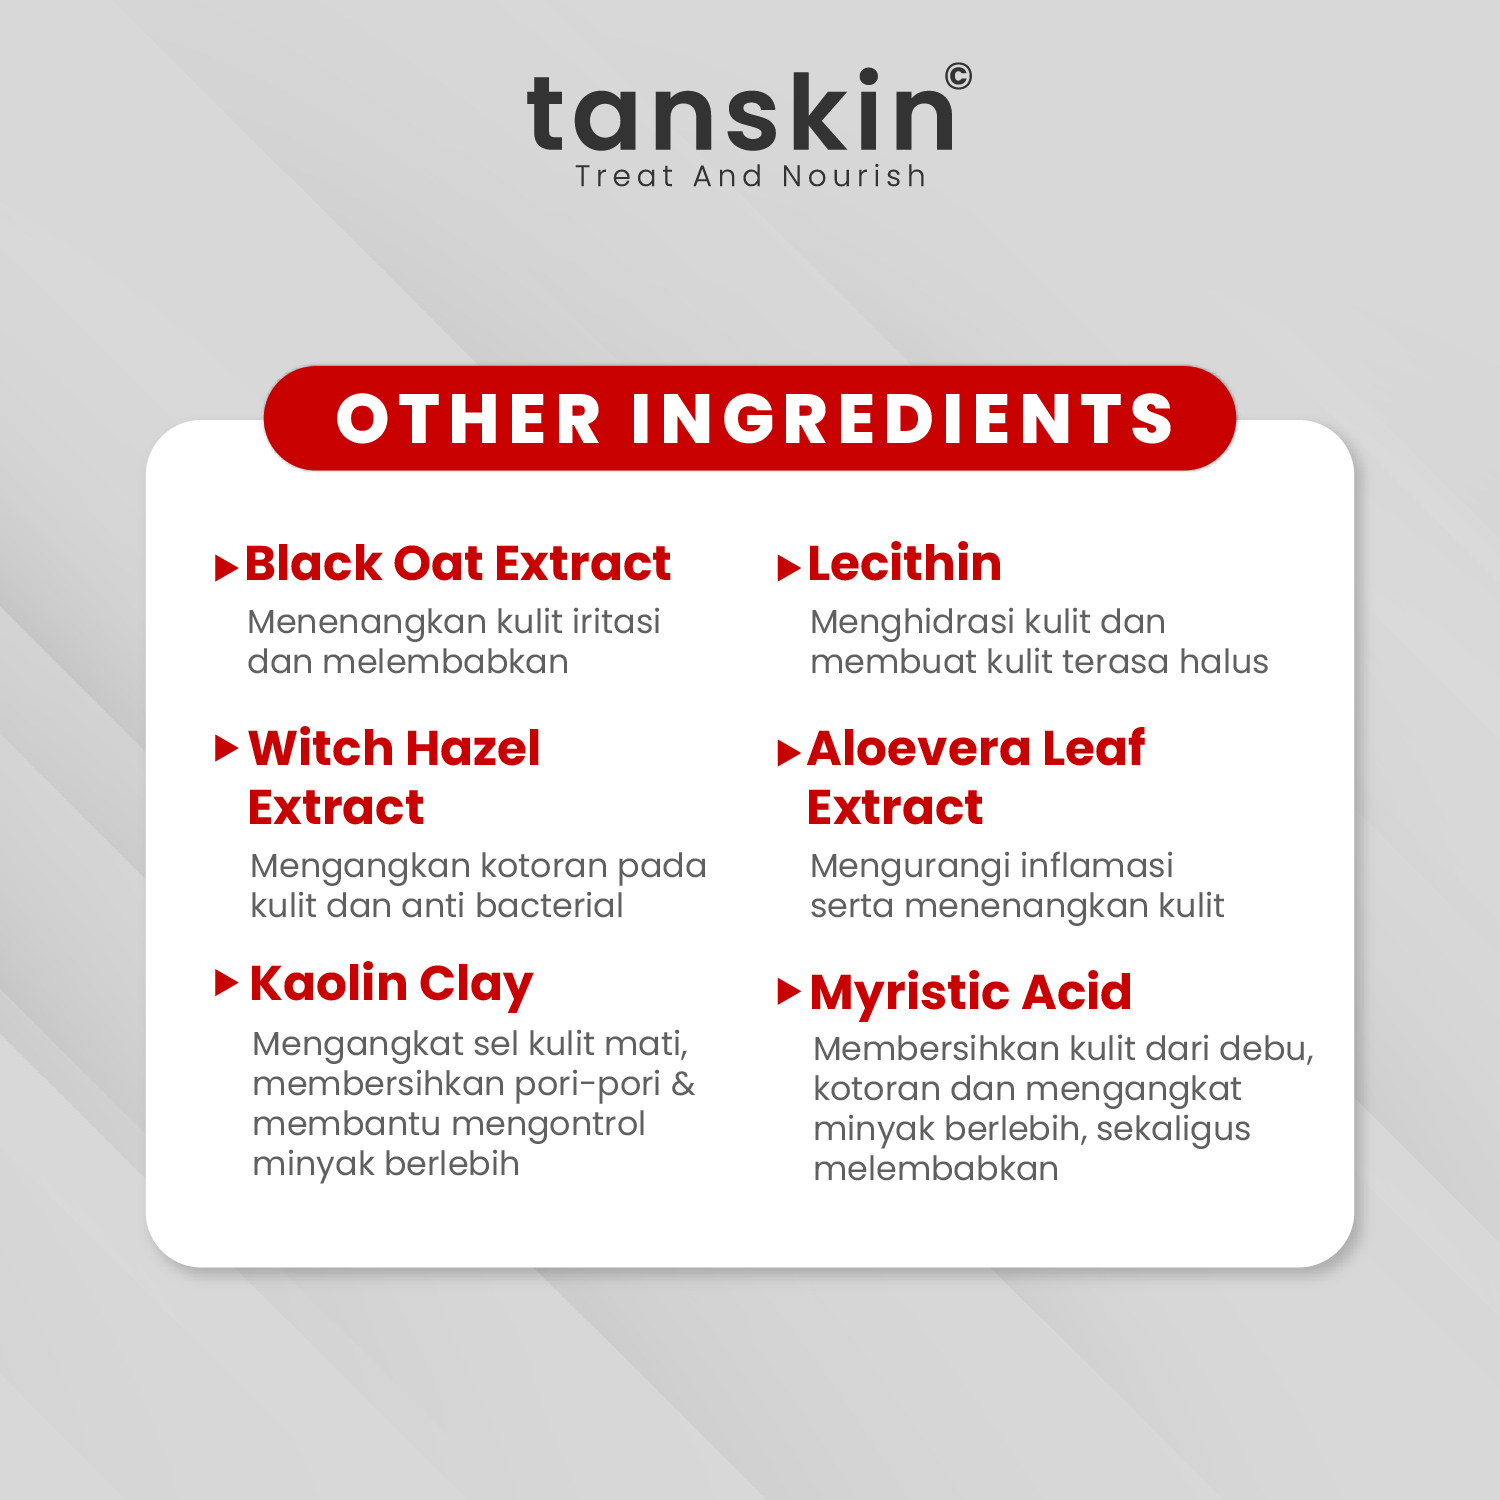 tanskin©
Treat And Nourish
OTHER INGREDIENTS
Black Oat Extract
Menenangkan kulit iritasi
dan melembabkan
Witch Hazel
Extract
Mengangkan kotoran pada
kulit dan anti bacterial
Kaolin Clay
Mengangkat sel kulit mati,
membersihkan pori-pori &
membantu mengontrol
minyak berlebih
Lecithin
Menghidrasi kulit dan
membuat kulit terasa halus
Aloevera Leaf
Extract
Mengurangi inflamasi
serta menenangkan kulit
Myristic Acid
Membersihkan kulit dari debu,
kotoran dan mengangkat
minyak berlebih, sekaligus
melembabkan